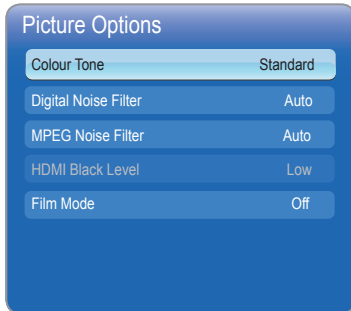 Picture Options
Colour Tone Standard
Digital Noise Filter Auto
MPEG Noise Filter Auto
HDMI Black Level Low
Film Mode Off